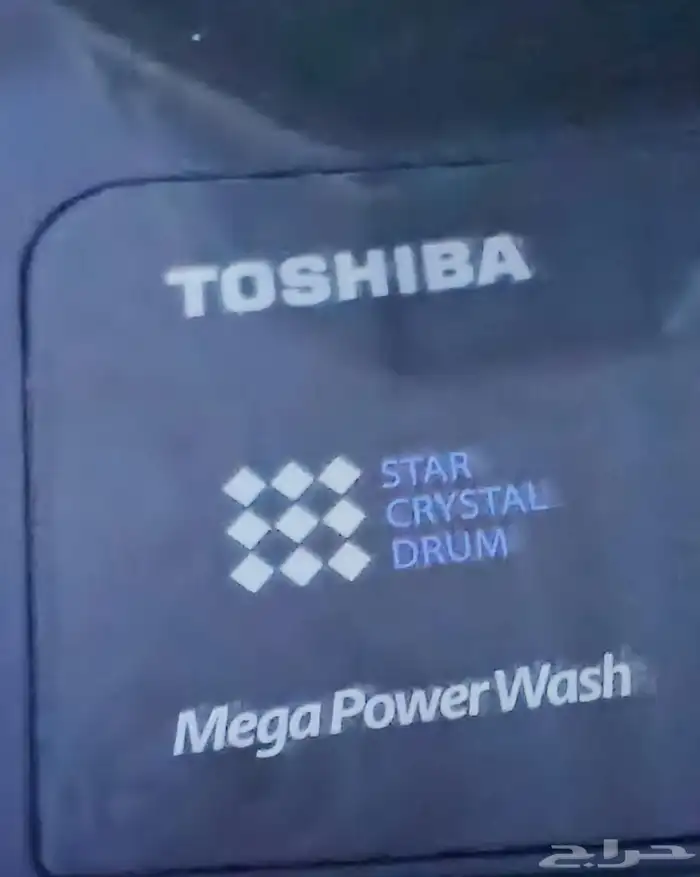 TOSHIBA
STAR
CRYSTAL
DRUM
Mega Power Wash
حراج